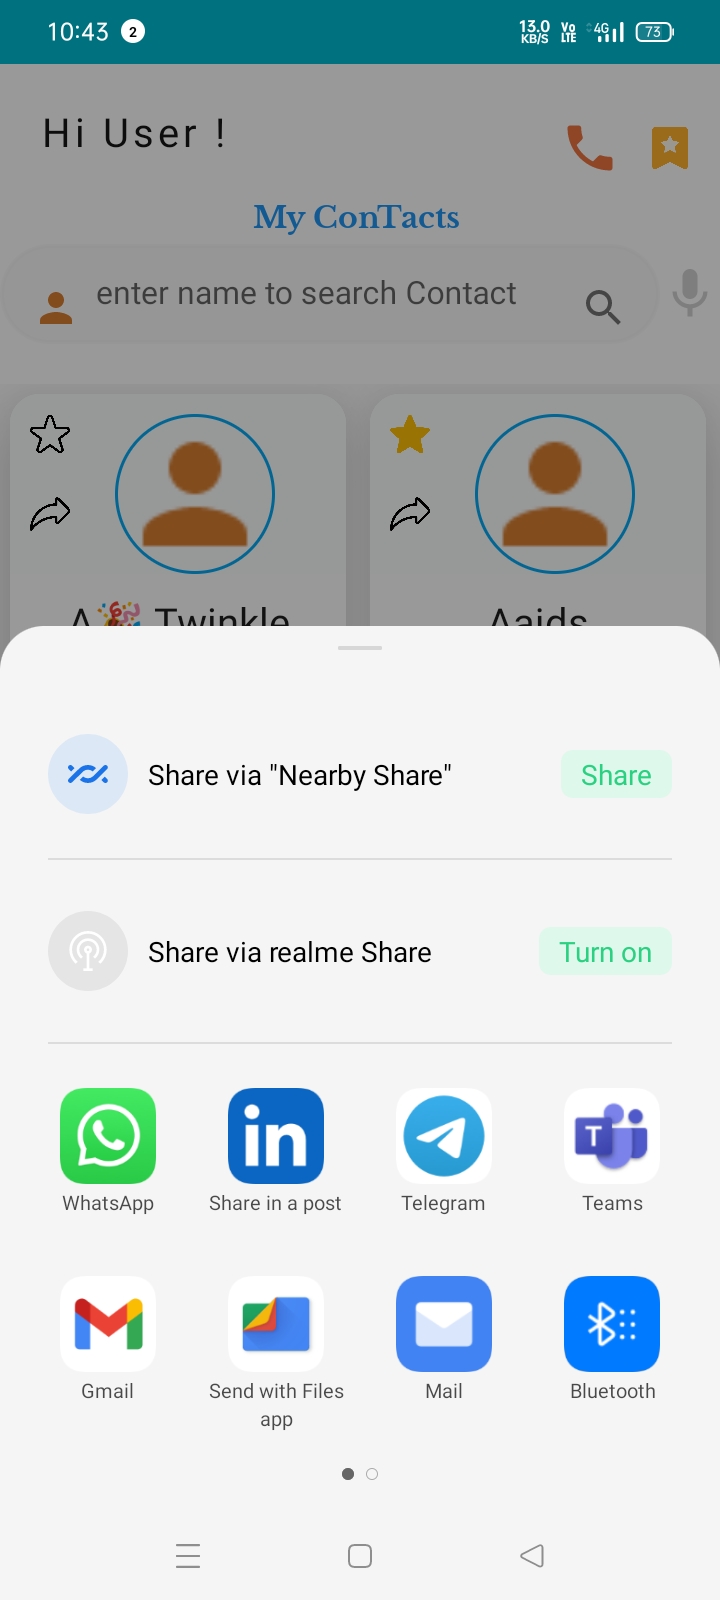 10:43 2 13.0 KB/S Vo LTE 4G 73
Hi User !
My ConTacts
enter name to search Contact
A🎉 Twinkle Aaids
Share via "Nearby Share" Share
Share via realme Share Turn on
WhatsApp Share in a post Telegram Teams
Gmail Send with Files app Mail Bluetooth